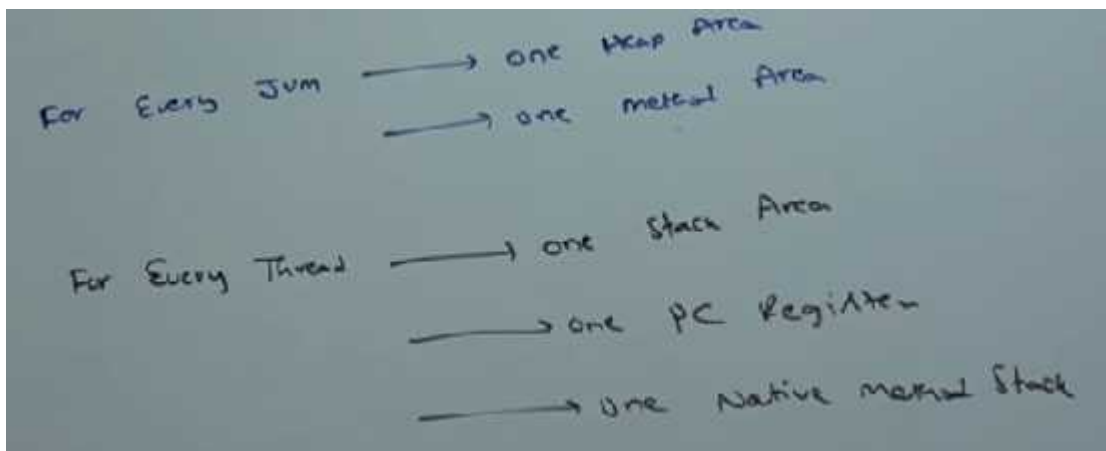 For Every JVM → one Heap Area
→ one method Area
For Every Thread → one Stack Area
→ one PC Register
→ one Native Method Stack